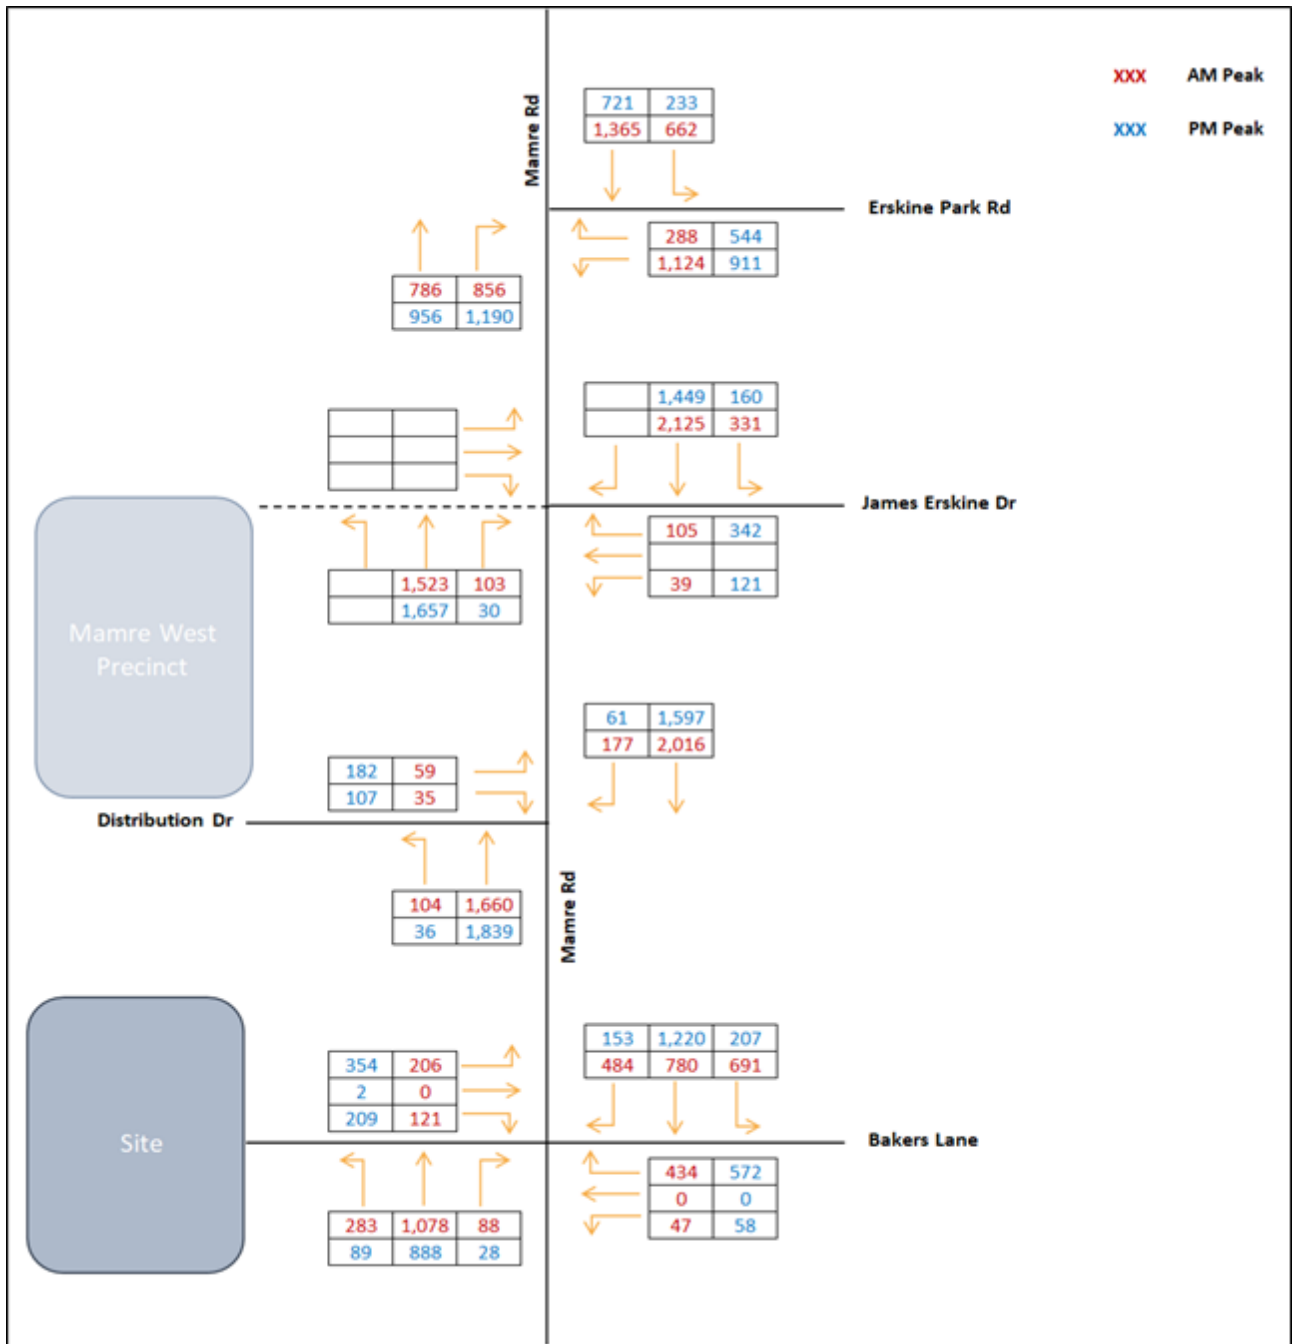 XXX AM Peak
XXX PM Peak
Mamre Rd
721 233
1,365 662
Erskine Park Rd
288 544
1,124 911
786 856
956 1,190
1,449 160
2,125 331
James Erskine Dr
105 342
39 121
1,523 103
1,657 30
Mamre West
Precinct
61 1,597
177 2,016
182 59
107 35
Distribution Dr
104 1,660
36 1,839
Mamre Rd
153 1,220 207
484 780 691
354 206
2 0
209 121
Site
Bakers Lane
434 572
0 0
47 58
283 1,078 88
89 888 28